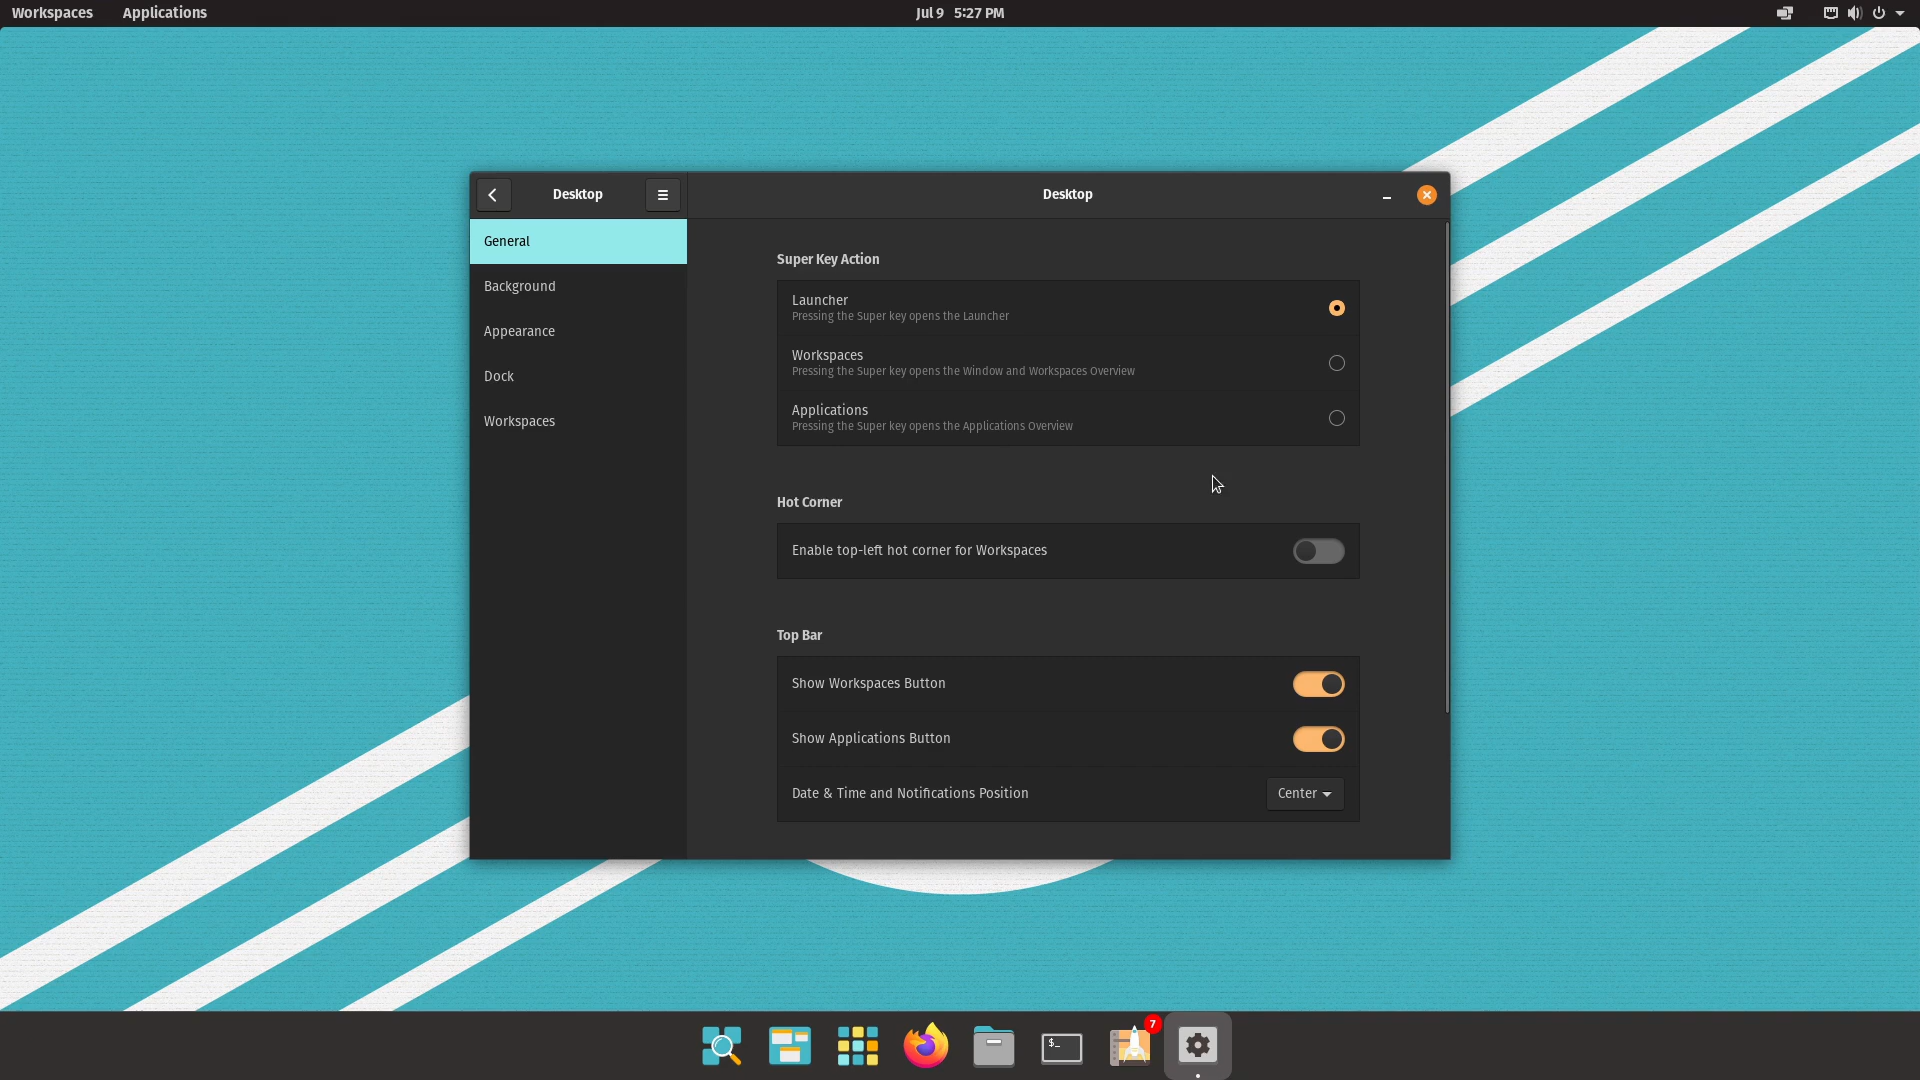 Workspaces Applications Jul 9 5:27 PM
Desktop Desktop
General
Background
Appearance
Dock
Workspaces
Super Key Action
Launcher
Pressing the Super key opens the Launcher
Workspaces
Pressing the Super key opens the Window and Workspaces Overview
Applications
Pressing the Super key opens the Applications Overview
Hot Corner
Enable top-left hot corner for Workspaces
Top Bar
Show Workspaces Button
Show Applications Button
Date & Time and Notifications Position Center
$_
7